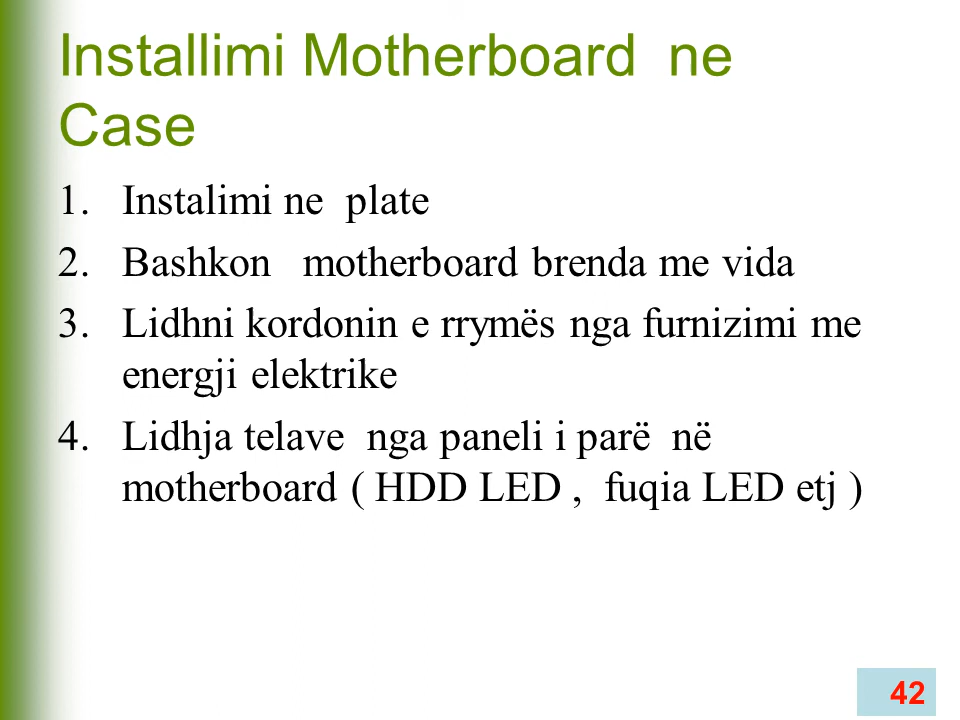 Installimi Motherboard ne
Case
1. Instalimi ne plate
2. Bashkon motherboard brenda me vida
3. Lidhni kordonin e rrymës nga furnizimi me
energji elektrike
4. Lidhja telave nga paneli i parë në
motherboard ( HDD LED , fuqia LED etj )
42